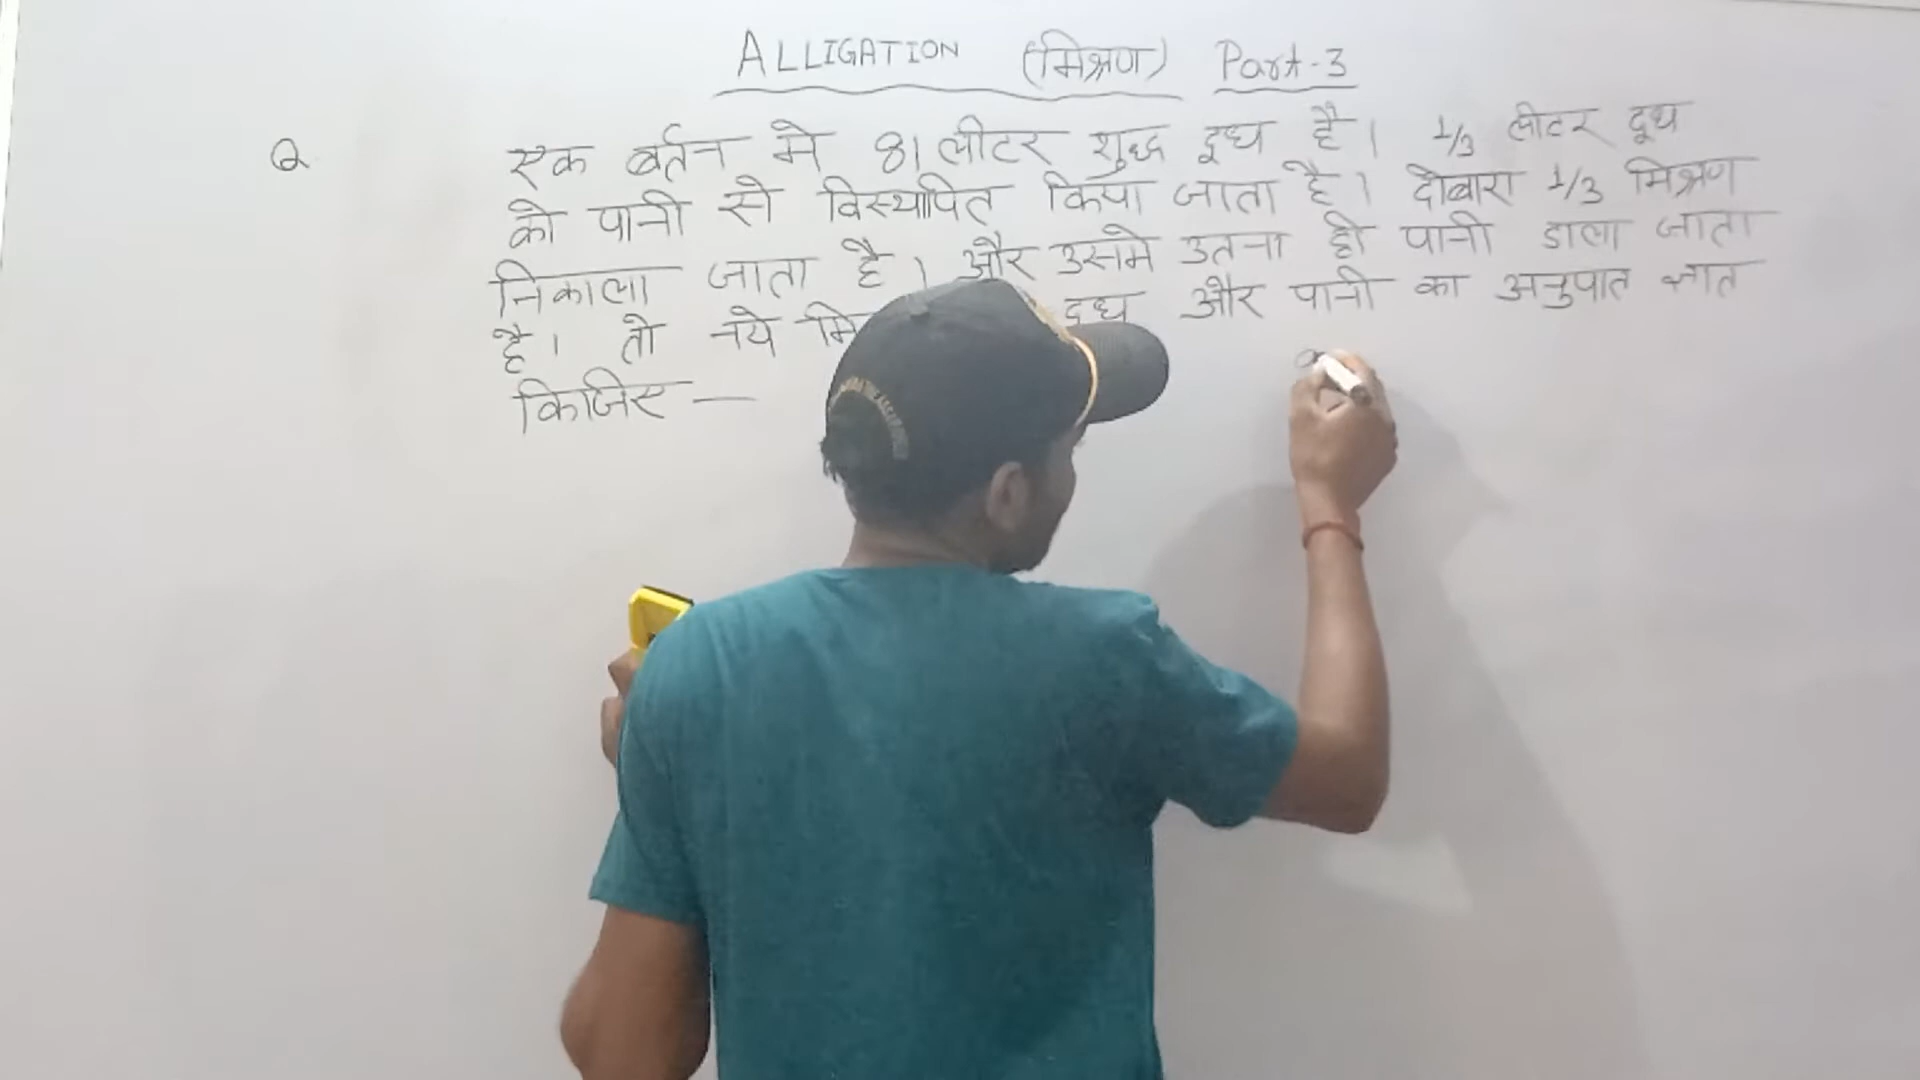 ALLIGATION (मिश्रण) Part-3
Q एक बर्तन मे 81 लीटर शुद्ध दूध है। 1/3 लीटर दूध
को पानी से विस्थापित किया जाता है। दोबारा 1/3 मिश्रण
निकाला जाता है, और उसमे उतना ही पानी डाला जाता
है। तो नये मि दूध और पानी का अनुपात ज्ञात
किजिए —